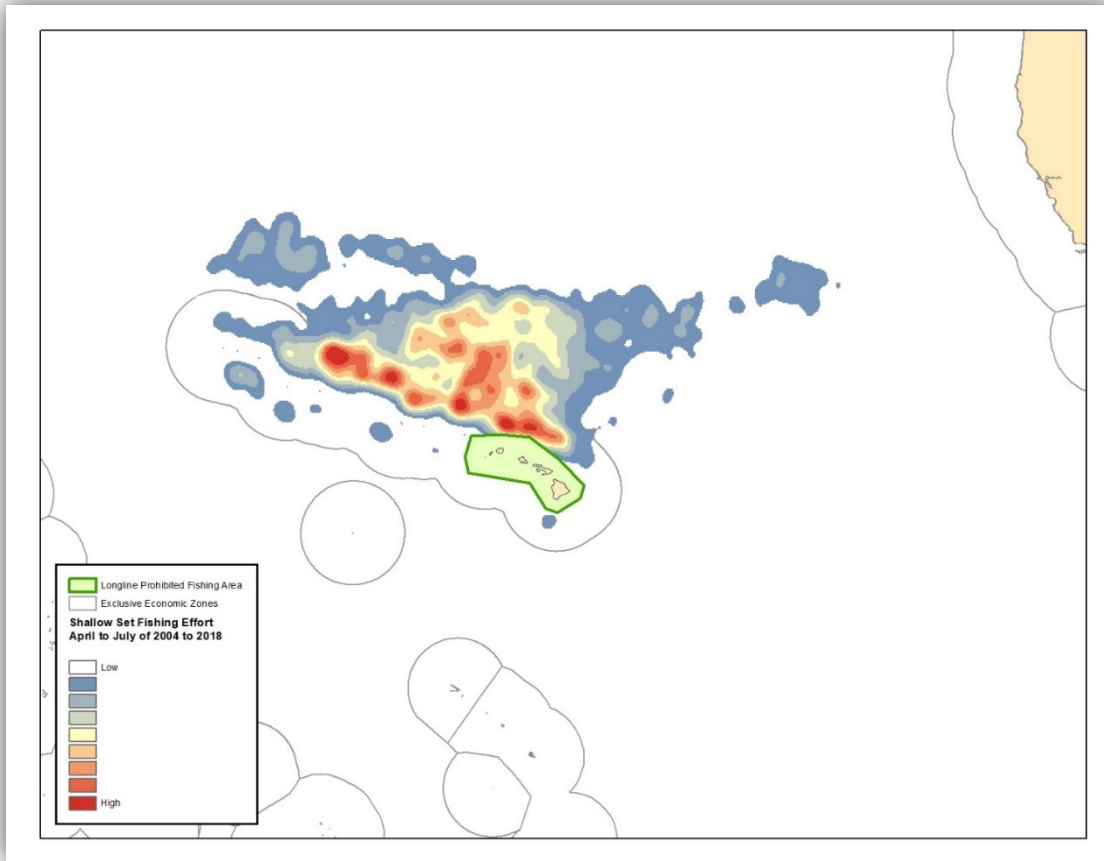 Longline Prohibited Fishing Area
Exclusive Economic Zones
Shallow Set Fishing Effort
April to July of 2004 to 2018
Low
High